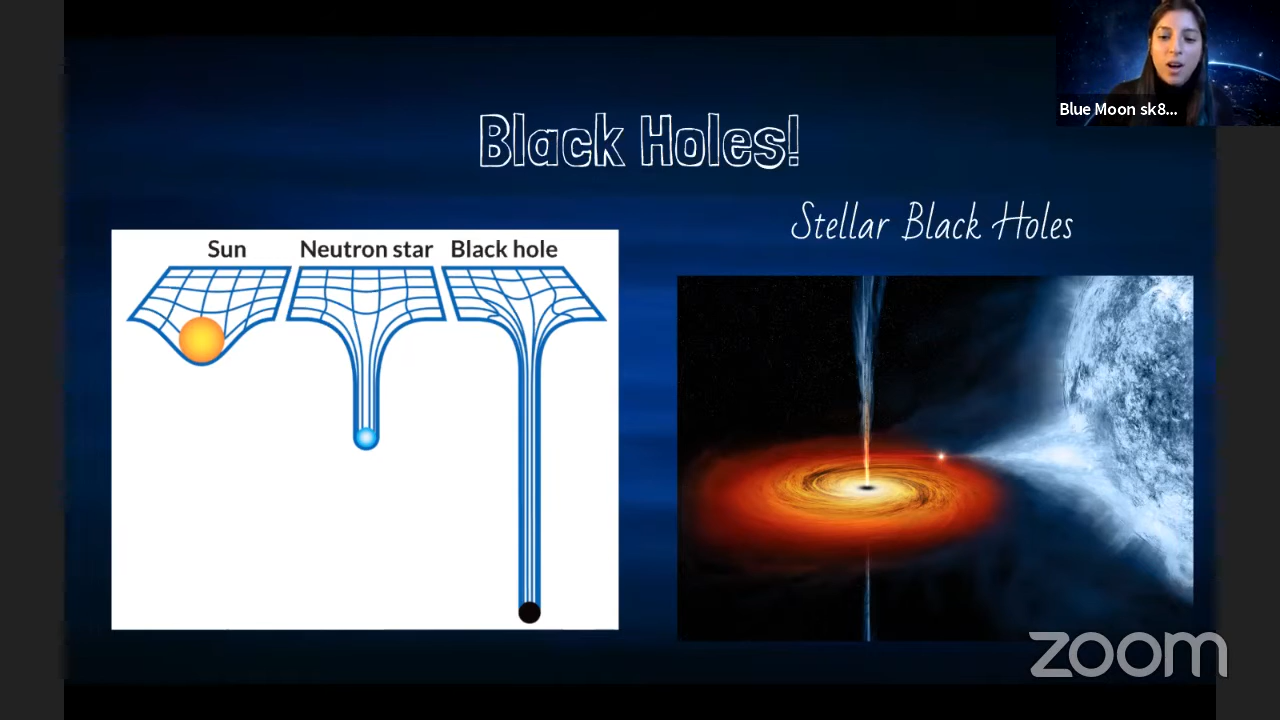 Blue Moon sk8...
Black Holes!
Stellar Black Holes
Sun Neutron star Black hole
zoom